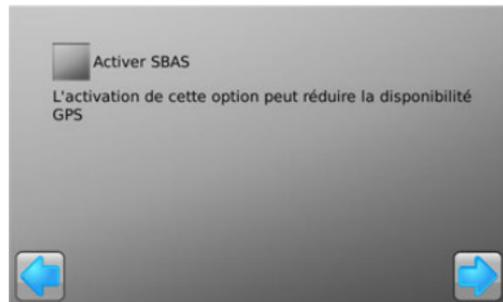 Activer SBAS
L'activation de cette option peut réduire la disponibilité
GPS